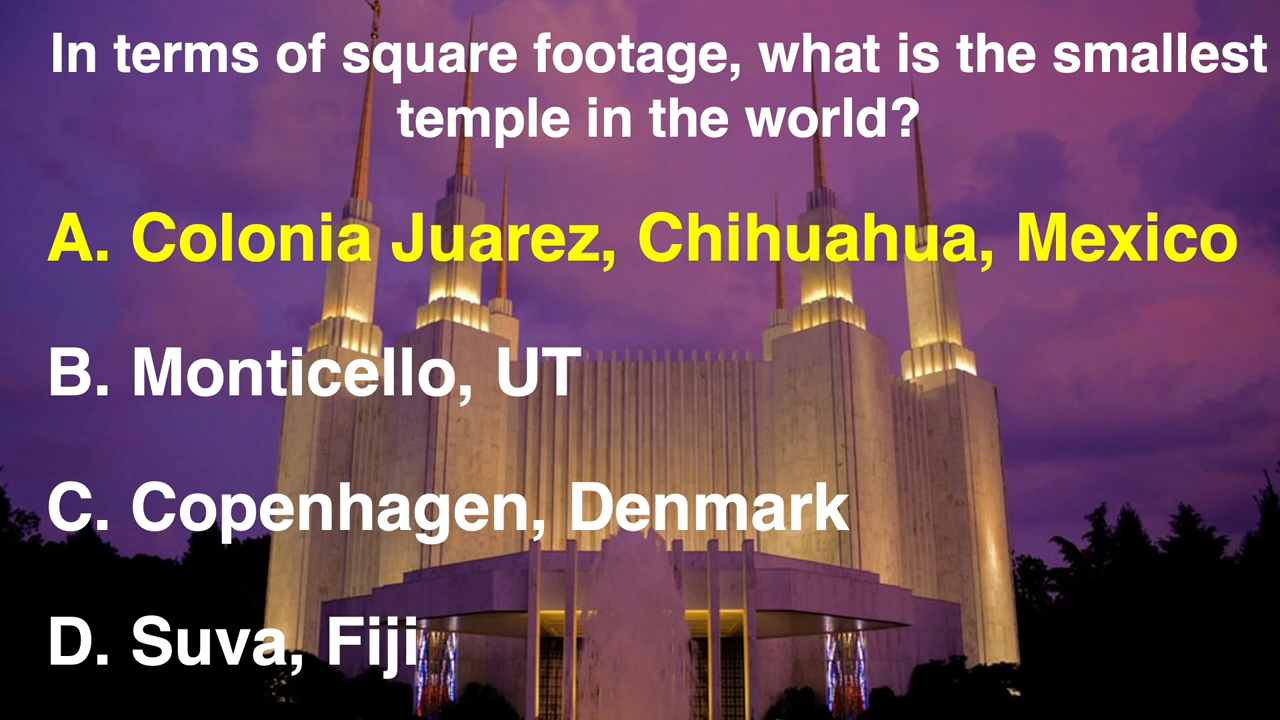 In terms of square footage, what is the smallest
temple in the world?
A. Colonia Juarez, Chihuahua, Mexico
B. Monticello, UT
C. Copenhagen, Denmark
D. Suva, Fiji